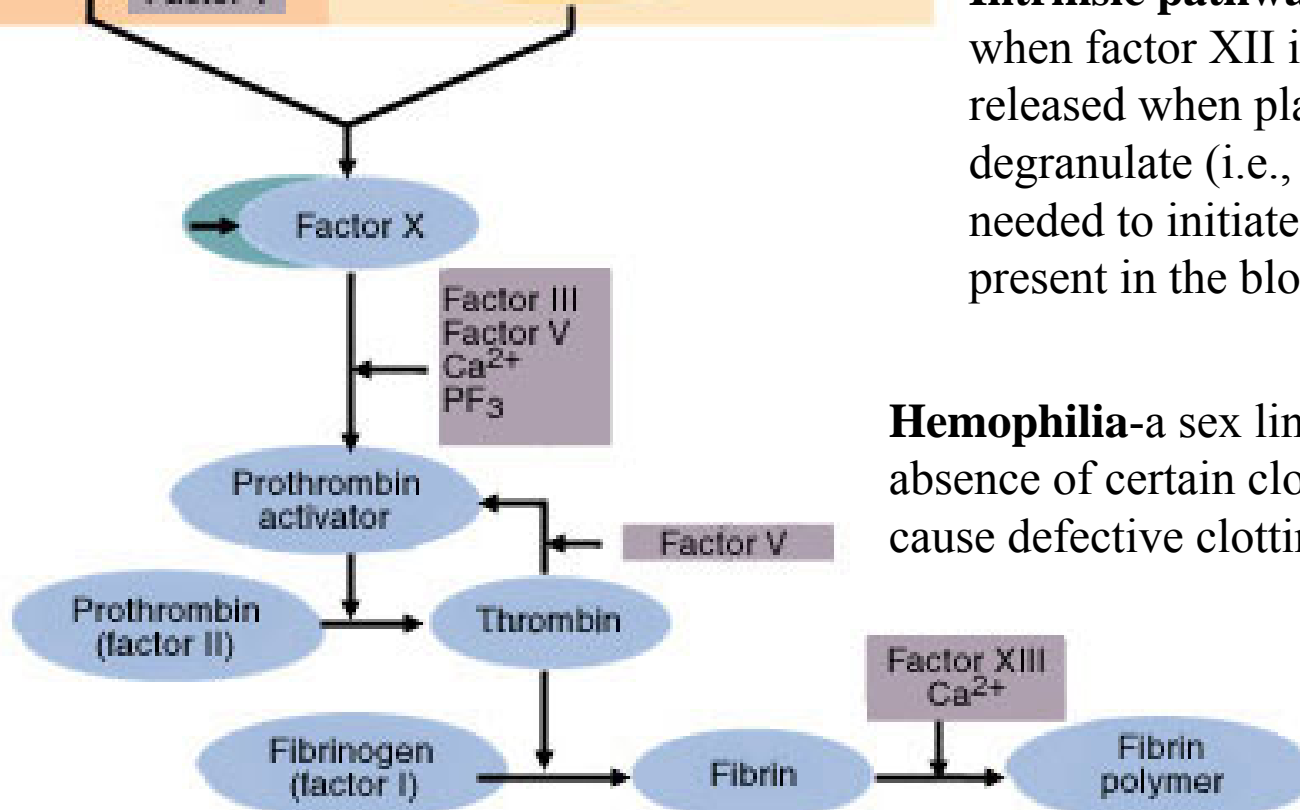 Intrinsic pathwa
when factor XII i
released when pla
degranulate (i.e.,
needed to initiate
present in the blo
Factor X
Factor III
Factor V
Ca2+
PF3
Hemophilia-a sex lin
absence of certain clo
cause defective clottin
Prothrombin
activator
Factor V
Prothrombin
(factor II)
Thrombin
Factor XIII
Ca2+
Fibrinogen
(factor I)
Fibrin
Fibrin
polymer